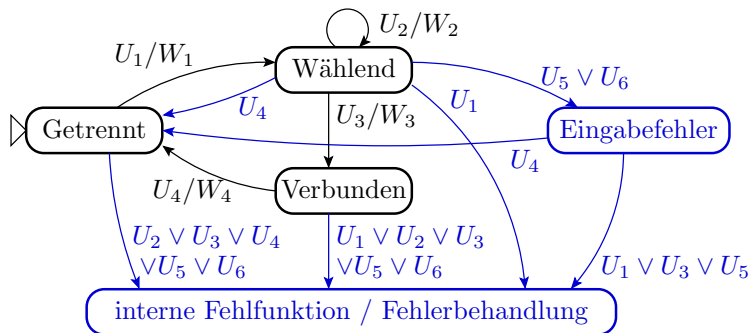 U₂/W₂
U₁/W₁
Wählend
U₅ ∨ U₆
U₄
U₁
U₃/W₃
Getrennt
Eingabefehler
U₄
U₄/W₄
Verbunden
U₂ ∨ U₃ ∨ U₄
∨U₅ ∨ U₆
U₁ ∨ U₂ ∨ U₃
∨U₅ ∨ U₆
U₁ ∨ U₃ ∨ U₅
interne Fehlfunktion / Fehlerbehandlung